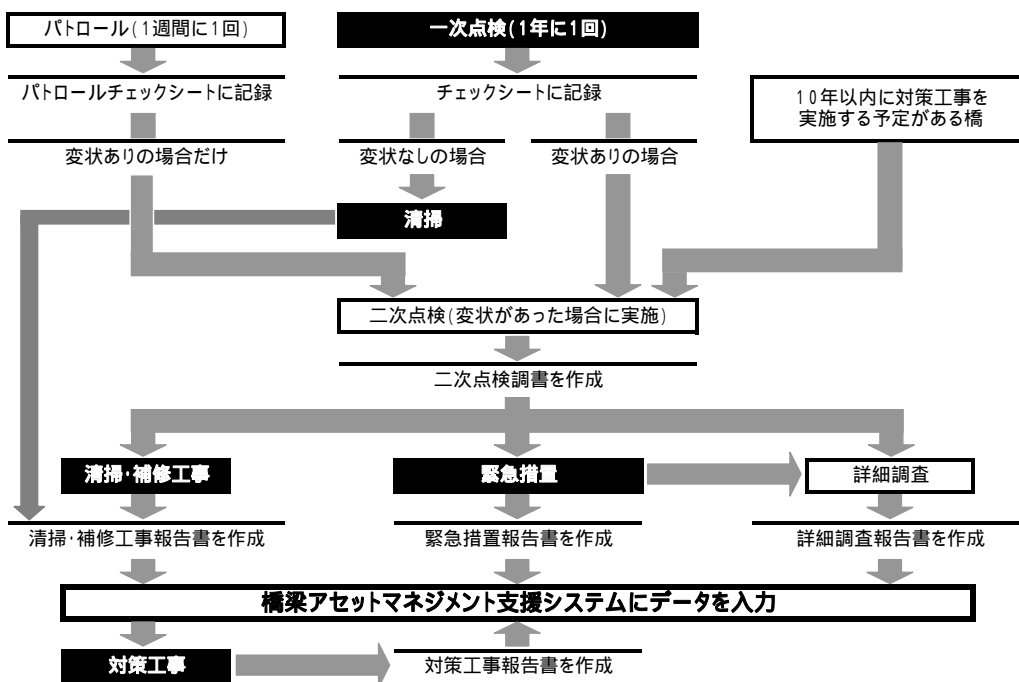 パトロール(1週間に1回)
一次点検(1年に1回)
パトロールチェックシートに記録
チェックシートに記録
10年以内に対策工事を
実施する予定がある橋
変状ありの場合だけ
変状なしの場合
変状ありの場合
清掃
二次点検(変状があった場合に実施)
二次点検調書を作成
清掃・補修工事
緊急措置
詳細調査
清掃・補修工事報告書を作成
緊急措置報告書を作成
詳細調査報告書を作成
橋梁アセットマネジメント支援システムにデータを入力
対策工事
対策工事報告書を作成